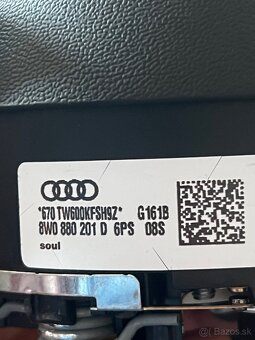 *670 TW600KFSH9Z* G161B
8W0 880 201 D 6PS 08S
soul
Bazos.sk